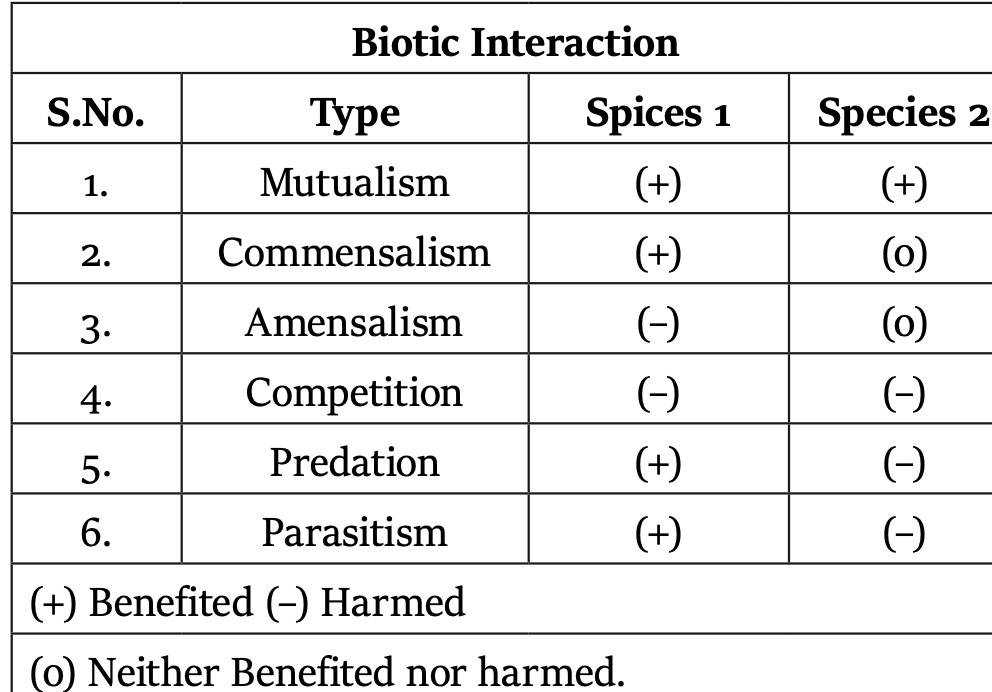 Biotic Interaction
S.No. Type Spices 1 Species 2
1. Mutualism (+) (+)
2. Commensalism (+) (0)
3. Amensalism (–) (0)
4. Competition (–) (–)
5. Predation (+) (–)
6. Parasitism (+) (–)
(+) Benefited (–) Harmed
(0) Neither Benefited nor harmed.